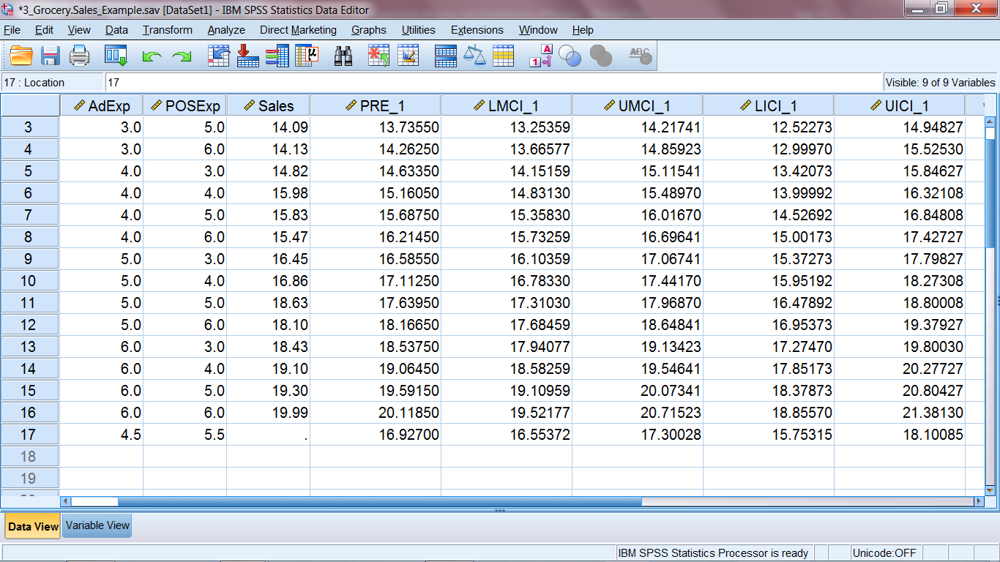 *3_Grocery.Sales_Example.sav [DataSet1] - IBM SPSS Statistics Data Editor
File Edit View Data Transform Analyze Direct Marketing Graphs Utilities Extensions Window Help
17 : Location 17 Visible: 9 of 9 Variables
AdExp POSExp Sales PRE_1 LMCI_1 UMCI_1 LICI_1 UICI_1
3 3.0 5.0 14.09 13.73550 13.25359 14.21741 12.52273 14.94827
4 3.0 6.0 14.13 14.26250 13.66577 14.85923 12.99970 15.52530
5 4.0 3.0 14.82 14.63350 14.15159 15.11541 13.42073 15.84627
6 4.0 4.0 15.98 15.16050 14.83130 15.48970 13.99992 16.32108
7 4.0 5.0 15.83 15.68750 15.35830 16.01670 14.52692 16.84808
8 4.0 6.0 15.47 16.21450 15.73259 16.69641 15.00173 17.42727
9 5.0 3.0 16.45 16.58550 16.10359 17.06741 15.37273 17.79827
10 5.0 4.0 16.86 17.11250 16.78330 17.44170 15.95192 18.27308
11 5.0 5.0 18.63 17.63950 17.31030 17.96870 16.47892 18.80008
12 5.0 6.0 18.10 18.16650 17.68459 18.64841 16.95373 19.37927
13 6.0 3.0 18.43 18.53750 17.94077 19.13423 17.27470 19.80030
14 6.0 4.0 19.10 19.06450 18.58259 19.54641 17.85173 20.27727
15 6.0 5.0 19.30 19.59150 19.10959 20.07341 18.37873 20.80427
16 6.0 6.0 19.99 20.11850 19.52177 20.71523 18.85570 21.38130
17 4.5 5.5 . 16.92700 16.55372 17.30028 15.75315 18.10085
18
19
Data View Variable View
IBM SPSS Statistics Processor is ready Unicode:OFF